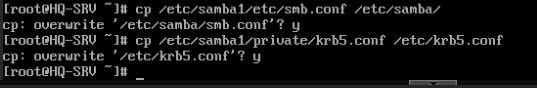 [root@HQ-SRV ~]# cp /etc/samba1/etc/smb.conf /etc/samba/
cp: overwrite '/etc/samba/smb.conf'? y
[root@HQ-SRV ~]# cp /etc/samba1/private/krb5.conf /etc/krb5.conf
cp: overwrite '/etc/krb5.conf'? y
[root@HQ-SRV ~]# _